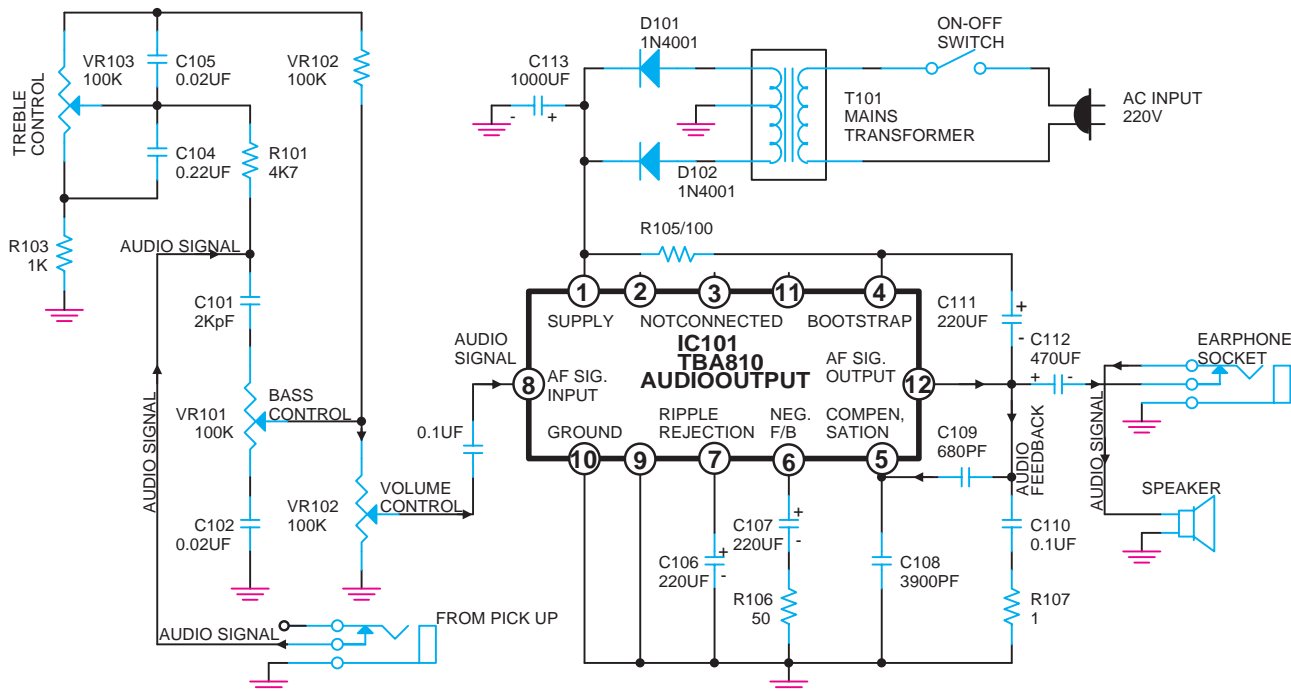 TREBLE
CONTROL
VR103
100K
C105
0.02UF
VR102
100K
C104
0.22UF
R101
4K7
R103
1K
AUDIO SIGNAL
C101
2KpF
AUDIO SIGNAL
VR101
100K
BASS
CONTROL
C102
0.02UF
VR102
100K
VOLUME
CONTROL
AUDIO SIGNAL
FROM PICK UP
D101
1N4001
C113
1000UF
-
+
D102
1N4001
T101
MAINS
TRANSFORMER
ON-OFF
SWITCH
AC INPUT
220V
R105/100
1
2
3
11
4
SUPPLY
NOTCONNECTED
BOOTSTRAP
IC101
TBA810
AUDIOOUTPUT
AUDIO
SIGNAL
8
AF SIG.
INPUT
AF SIG.
OUTPUT
12
0.1UF
GROUND
RIPPLE
REJECTION
NEG.
F/B
COMPEN,
SATION
10
9
7
6
5
C111
220UF
+
-
C112
470UF
+
-
EARPHONE
SOCKET
C109
680PF
AUDIO
FEEDBACK
AUDIO SIGNAL
SPEAKER
C106
220UF
+
-
C107
220UF
+
-
R106
50
C108
3900PF
C110
0.1UF
R107
1